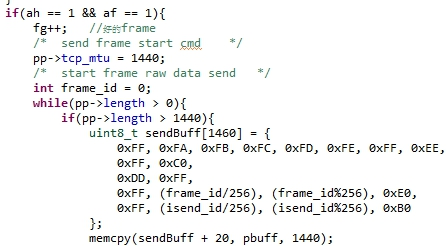 }
if(ah == 1 && af == 1){
fg++; //好的frame
/* send frame start cmd */
pp->tcp_mtu = 1440;
/* start frame raw data send */
int frame_id = 0;
while(pp->length > 0){
if(pp->length > 1440){
uint8_t sendBuff[1460] = {
0xFF, 0xFA, 0xFB, 0xFC, 0xFD, 0xFE, 0xFF, 0xEE,
0xFF, 0xC0,
0xDD, 0xFF,
0xFF, (frame_id/256), (frame_id%256), 0xE0,
0xFF, (isend_id/256), (isend_id%256), 0xB0
};
memcpy(sendBuff + 20, pbuff, 1440);